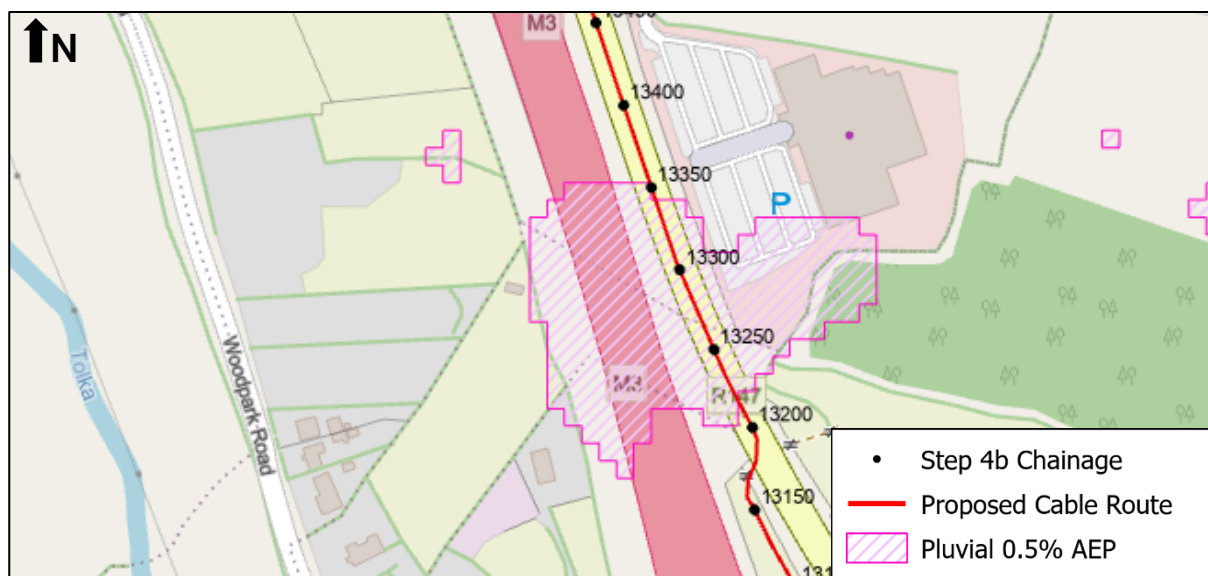 N
M3
13400
13350
P
13300
13250
Woodpark Road
Tolka
M3
R147
13200
13150
Step 4b Chainage
Proposed Cable Route
Pluvial 0.5% AEP